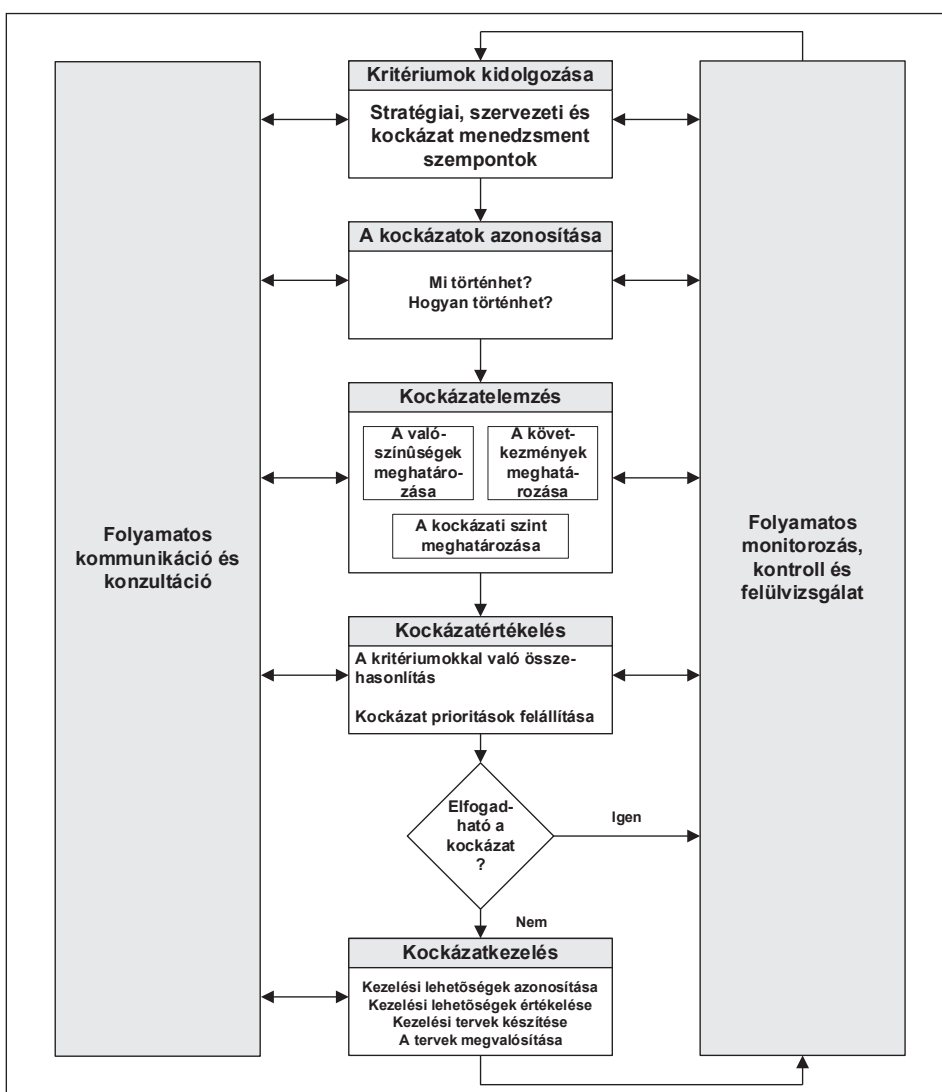 Kritériumok kidolgozása
Stratégiai, szervezeti és
kockázat menedzsment
szempontok
A kockázatok azonosítása
Mi történhet?
Hogyan történhet?
Kockázatelemzés
A való-
színûségek
meghatáro-
zása
A követ-
kezmények
meghatá-
rozása
A kockázati szint
meghatározása
Folyamatos
kommunikáció és
konzultáció
Folyamatos
monitorozás,
kontroll és
felülvizsgálat
Kockázatértékelés
A kritériumokkal való össze-
hasonlítás
Kockázat prioritások felállítása
Elfogad-
ható a
kockázat
?
Igen
Nem
Kockázatkezelés
Kezelési lehetõségek azonosítása
Kezelési lehetõségek értékelése
Kezelési tervek készítése
A tervek megvalósítása